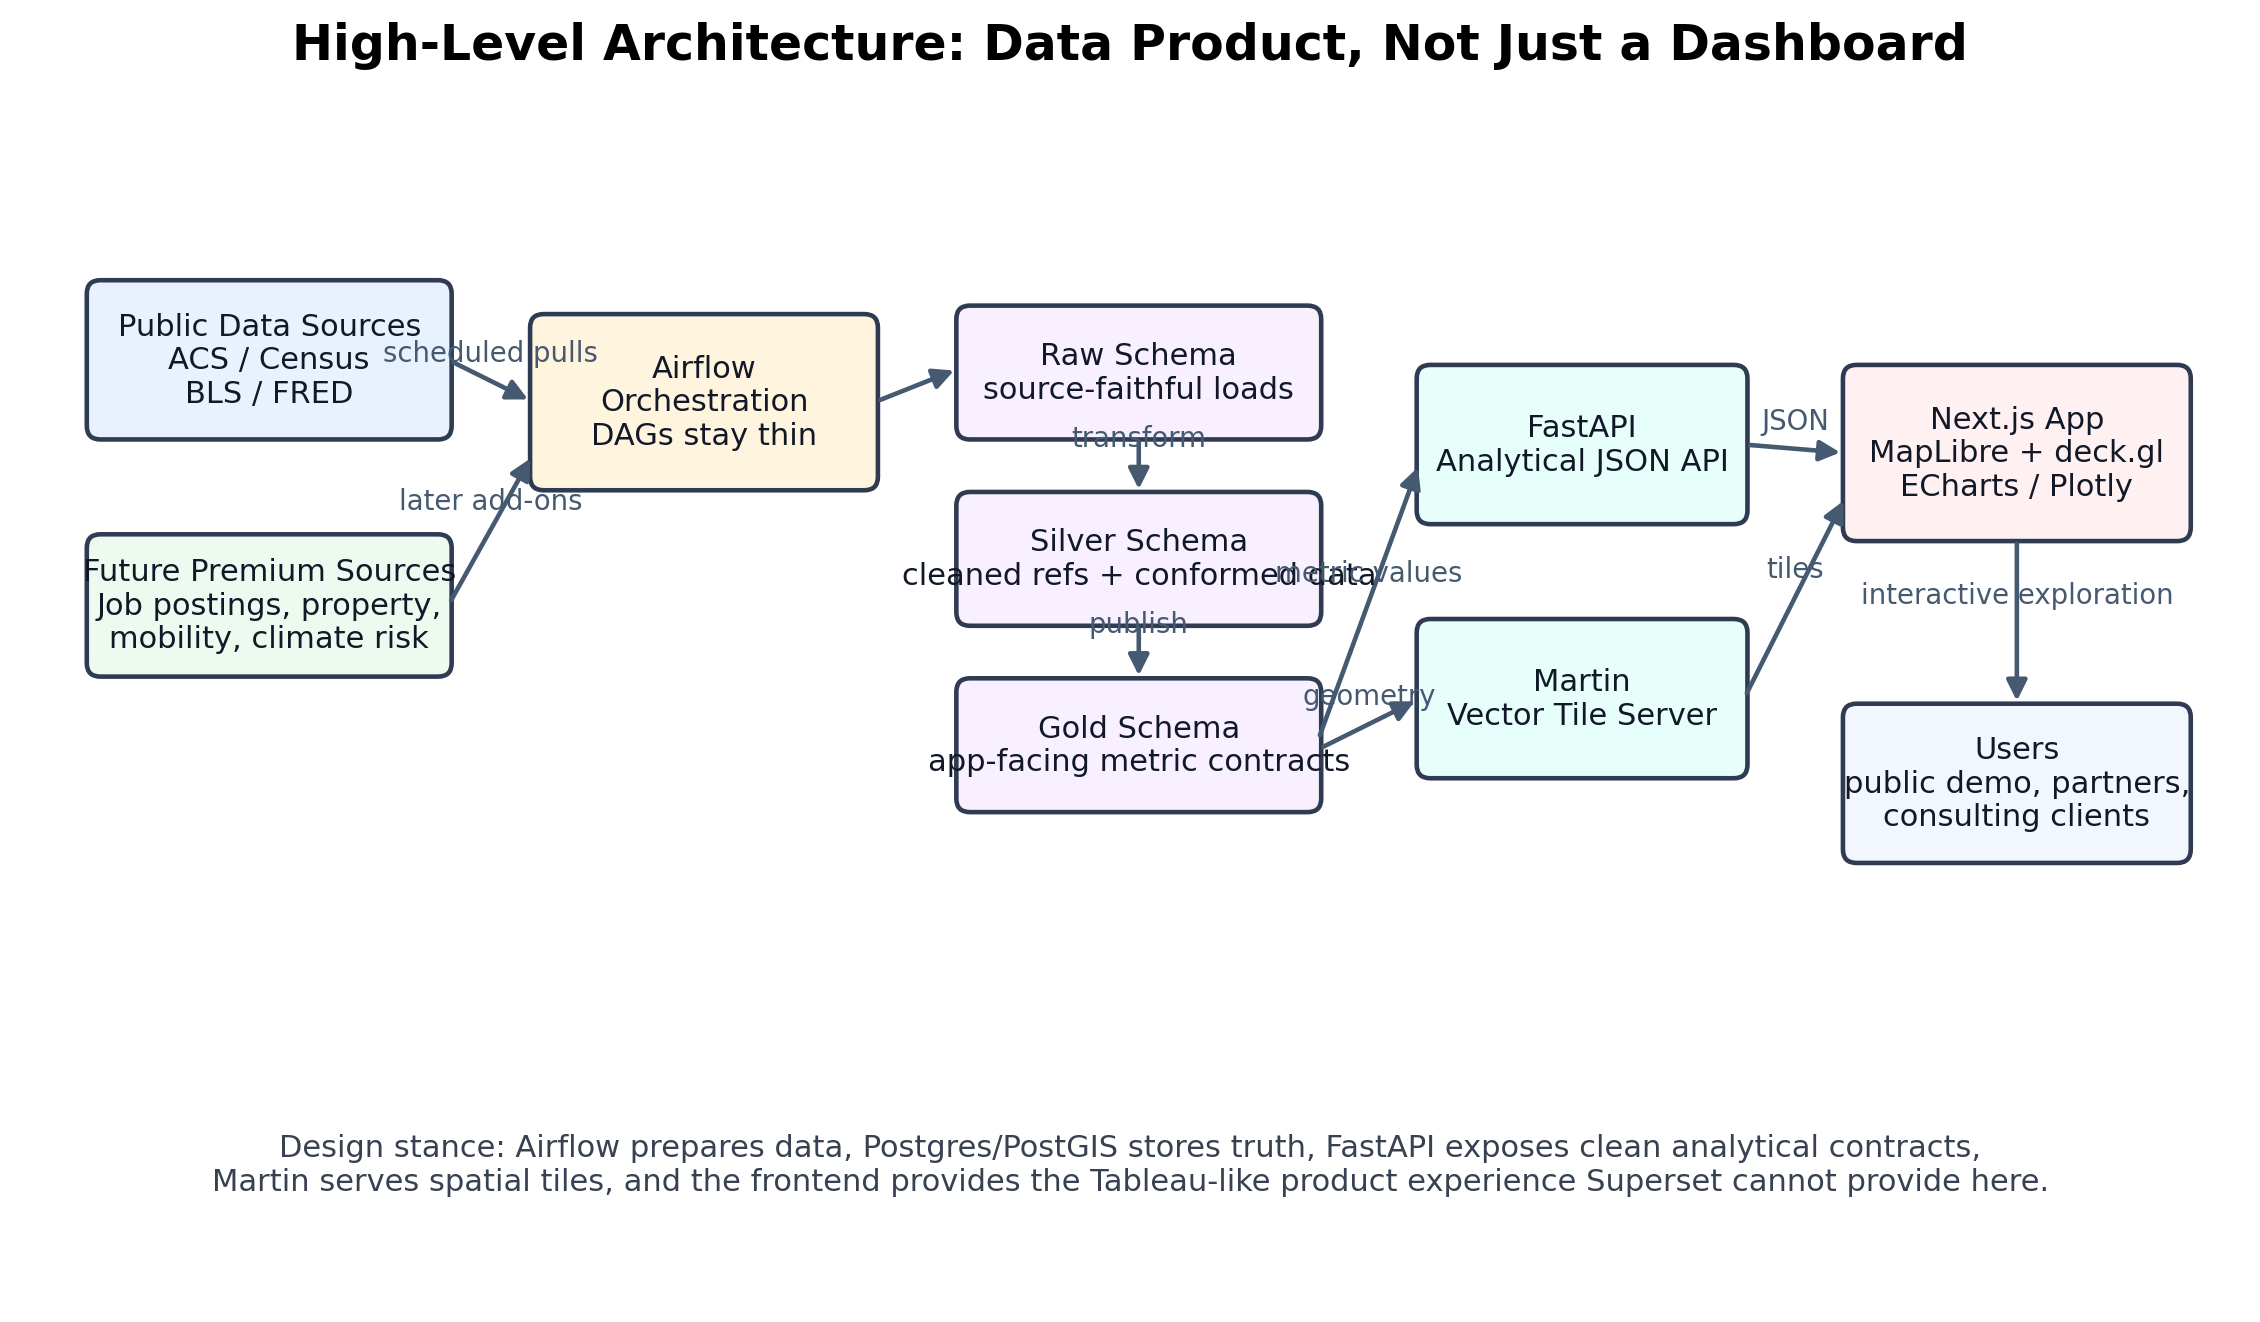 High-Level Architecture: Data Product, Not Just a Dashboard
Public Data Sources
ACS / Census
BLS / FRED
scheduled pulls
Future Premium Sources
Job postings, property,
mobility, climate risk
later add-ons
Airflow
Orchestration
DAGs stay thin
Raw Schema
source-faithful loads
transform
Silver Schema
cleaned refs + conformed data
publish
Gold Schema
app-facing metric contracts
metric values
geometry
FastAPI
Analytical JSON API
Martin
Vector Tile Server
JSON
tiles
Next.js App
MapLibre + deck.gl
ECharts / Plotly
interactive exploration
Users
public demo, partners,
consulting clients
Design stance: Airflow prepares data, Postgres/PostGIS stores truth, FastAPI exposes clean analytical contracts,
Martin serves spatial tiles, and the frontend provides the Tableau-like product experience Superset cannot provide here.